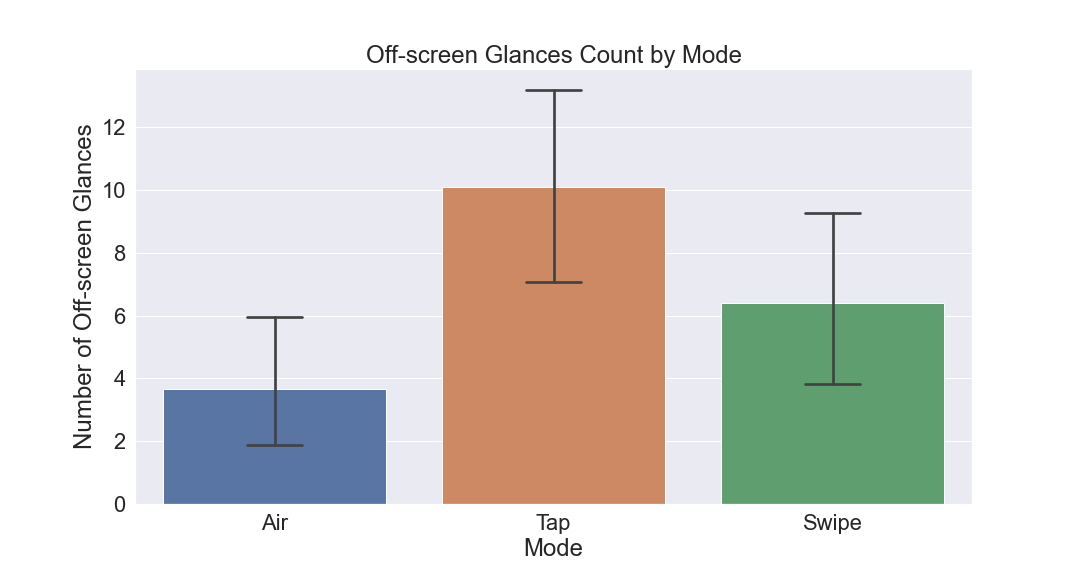 Off-screen Glances Count by Mode
Number of Off-screen Glances
12
10
8
6
4
2
0
Air
Tap
Swipe
Mode